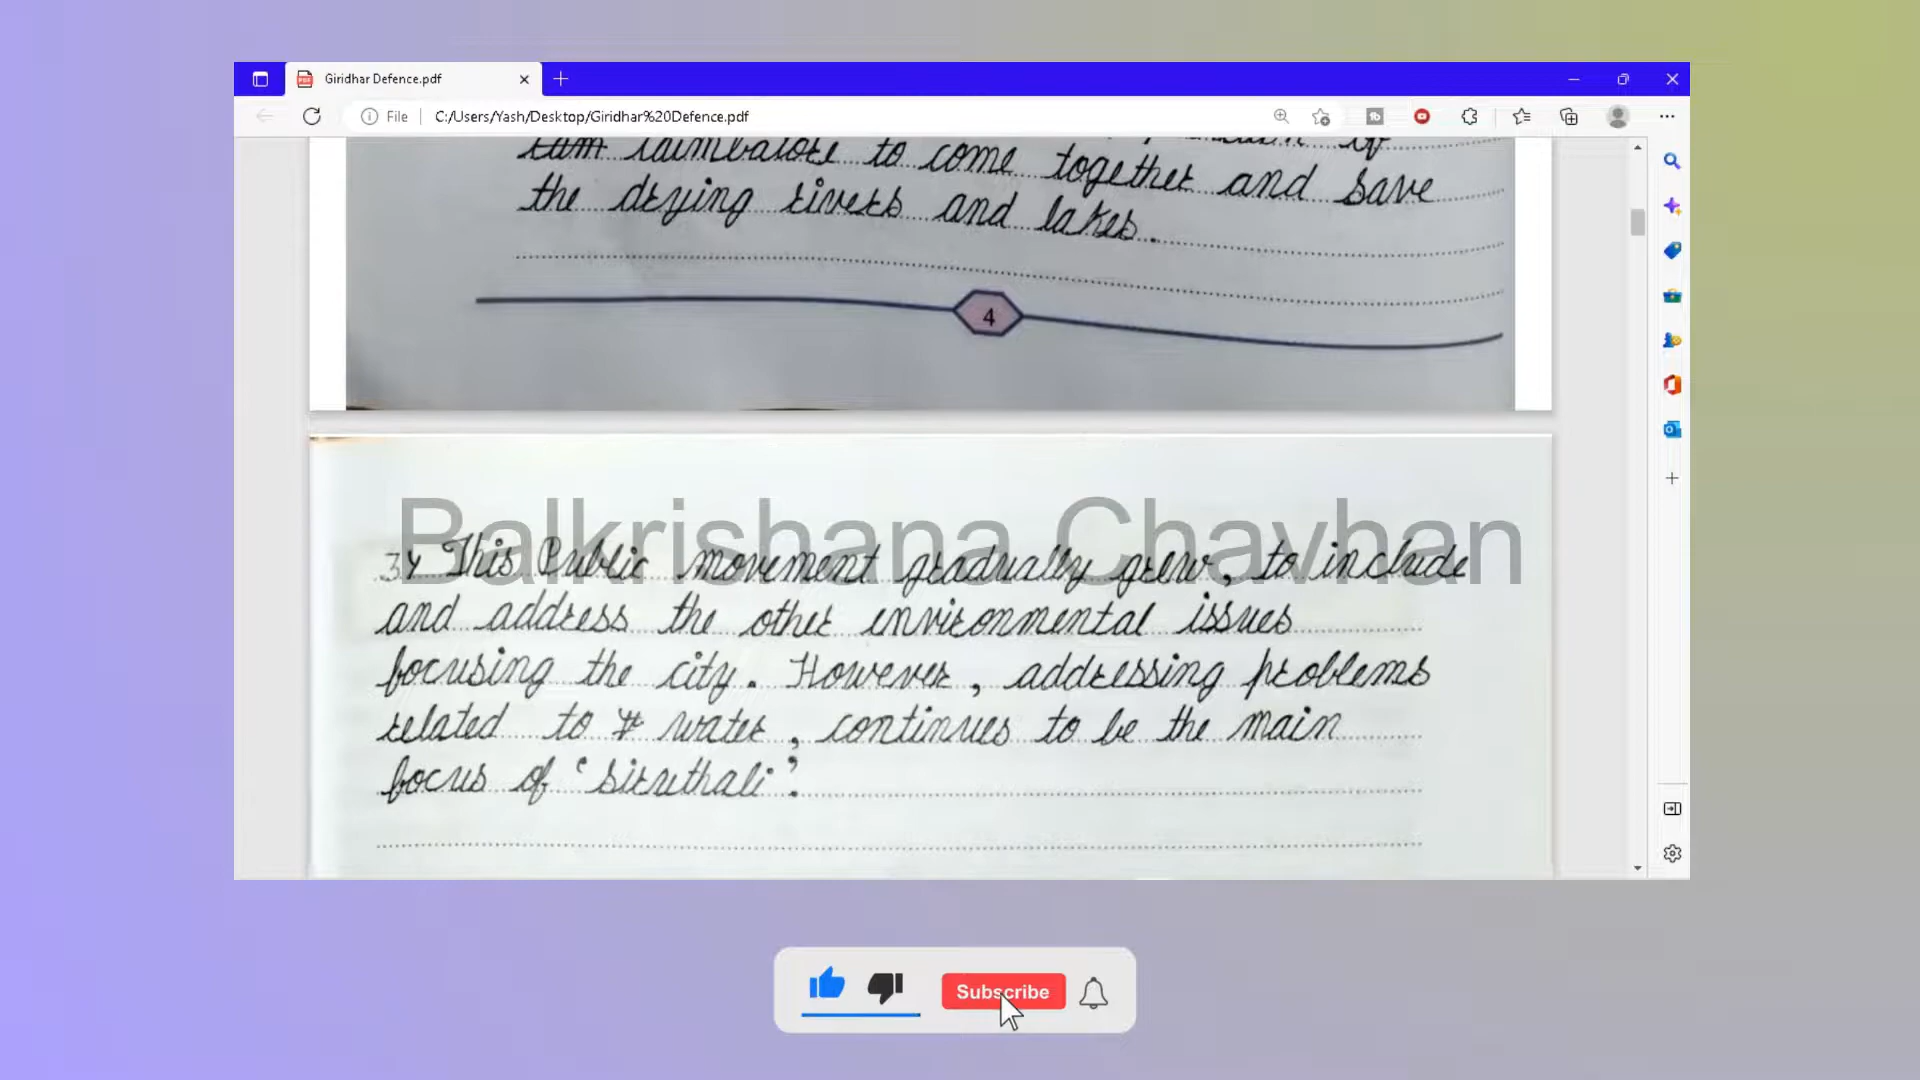 Giridhar Defence.pdf
File C:/Users/Yash/Desktop/Giridhar%20Defence.pdf
to come together and save
the drying rivers and lakes.
4
Balkrishana Chavhan
3y This Public movement gradually grew, to include
and address the other environmental issues
focusing the city. However, addressing problems
related to water, continues to be the main
focus of 'Siruthali'.
Subscribe